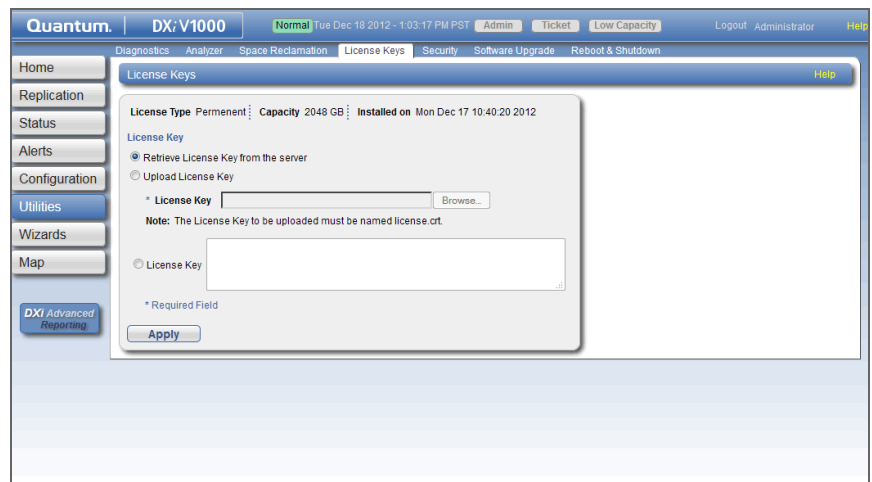 Quantum. DXi V1000 Normal Tue Dec 18 2012 - 1:03:17 PM PST Admin Ticket Low Capacity Logout Administrator Help
Diagnostics Analyzer Space Reclamation License Keys Security Software Upgrade Reboot & Shutdown
Home
Replication
Status
Alerts
Configuration
Utilities
Wizards
Map
DXi Advanced
Reporting
License Keys Help
License Type Permenent Capacity 2048 GB Installed on Mon Dec 17 10:40:20 2012
License Key
Retrieve License Key from the server
Upload License Key
* License Key Browse...
Note: The License Key to be uploaded must be named license.crt.
License Key
* Required Field
Apply